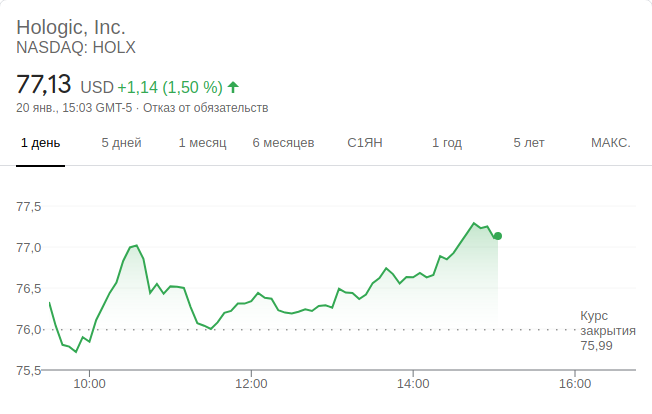 Hologic, Inc.
NASDAQ: HOLX
77,13 USD +1,14 (1,50 %)
20 янв., 15:03 GMT-5 · Отказ от обязательств
1 день 5 дней 1 месяц 6 месяцев С1ЯН 1 год 5 лет МАКС.
77,5
77,0
76,5
76,0
75,5
Курс
закрытия
75,99
10:00 12:00 14:00 16:00